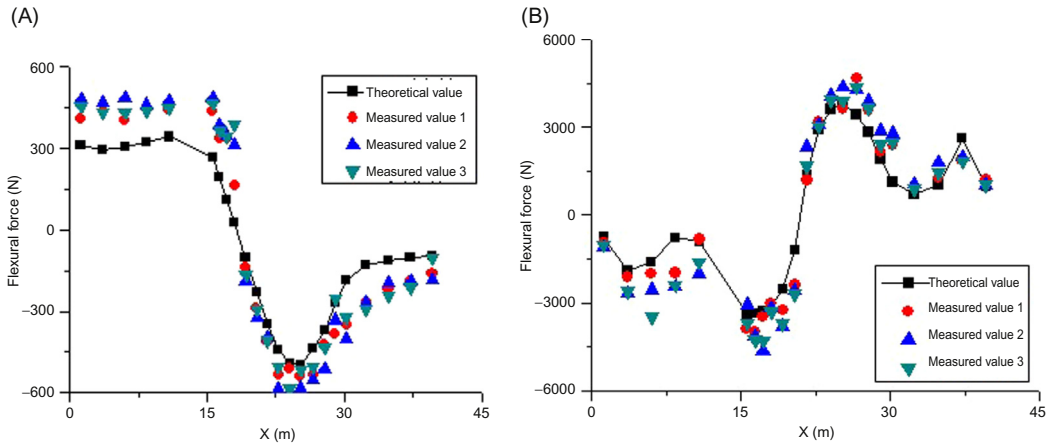 (A)
600
300
0
−300
−600
Flexural force (N)
0
15
30
45
X (m)
Theoretical value
Measured value 1
Measured value 2
Measured value 3
(B)
6000
3000
0
−3000
−6000
Flexural force (N)
0
15
30
45
X (m)
Theoretical value
Measured value 1
Measured value 2
Measured value 3